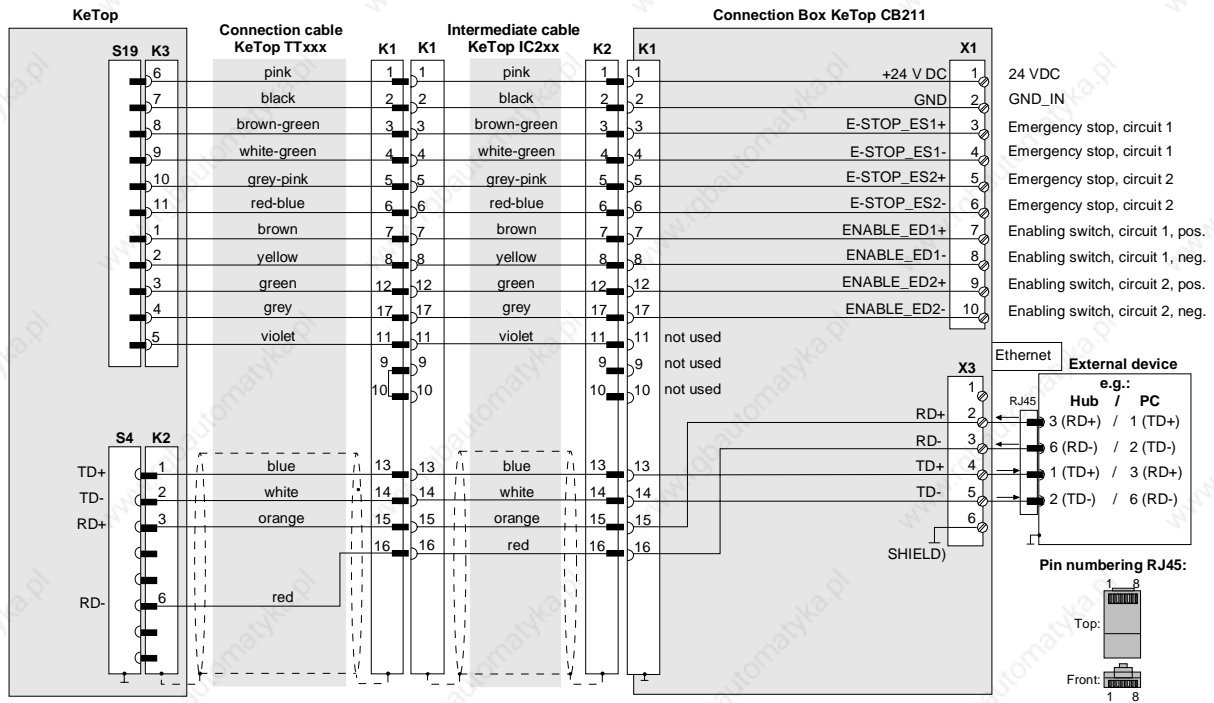 KeTop
Connection cable
KeTop TTxxx
Intermediate cable
KeTop IC2xx
Connection Box KeTop CB211
S19 K3 K1 K1 K2 K1 X1
6 pink 1 1 pink 1 1 +24 V DC 1 24 VDC
7 black 2 2 black 2 2 GND 2 GND_IN
8 brown-green 3 3 brown-green 3 3 E-STOP_ES1+ 3 Emergency stop, circuit 1
9 white-green 4 4 white-green 4 4 E-STOP_ES1- 4 Emergency stop, circuit 1
10 grey-pink 5 5 grey-pink 5 5 E-STOP_ES2+ 5 Emergency stop, circuit 2
11 red-blue 6 6 red-blue 6 6 E-STOP_ES2- 6 Emergency stop, circuit 2
1 brown 7 7 brown 7 7 ENABLE_ED1+ 7 Enabling switch, circuit 1, pos.
2 yellow 8 8 yellow 8 8 ENABLE_ED1- 8 Enabling switch, circuit 1, neg.
3 green 12 12 green 12 12 ENABLE_ED2+ 9 Enabling switch, circuit 2, pos.
4 grey 17 17 grey 17 17 ENABLE_ED2- 10 Enabling switch, circuit 2, neg.
5 violet 11 11 violet 11 11 not used
9 9 9 9 not used
10 10 10 10 not used
Ethernet
External device
e.g.:
X3 RJ45 Hub / PC
1
RD+ 2 3 (RD+) / 1 (TD+)
RD- 3 6 (RD-) / 2 (TD-)
S4 K2
TD+ 1 blue 13 13 blue 13 13 TD+ 4 1 (TD+) / 3 (RD+)
TD- 2 white 14 14 white 14 14 TD- 5 2 (TD-) / 6 (RD-)
RD+ 3 orange 15 15 orange 15 15 6
16 16 red 16 16 SHIELD)
RD- 6 red
Pin numbering RJ45:
1 8
Top:
Front:
1 8
www.rgbautomatyka.pl